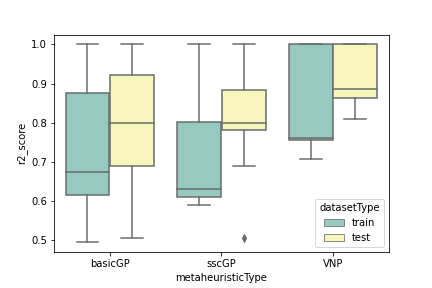 1.0
0.9
0.8
0.7
0.6
0.5
r2_score
basicGP
sscGP
VNP
metaheuristicType
datasetType
train
test